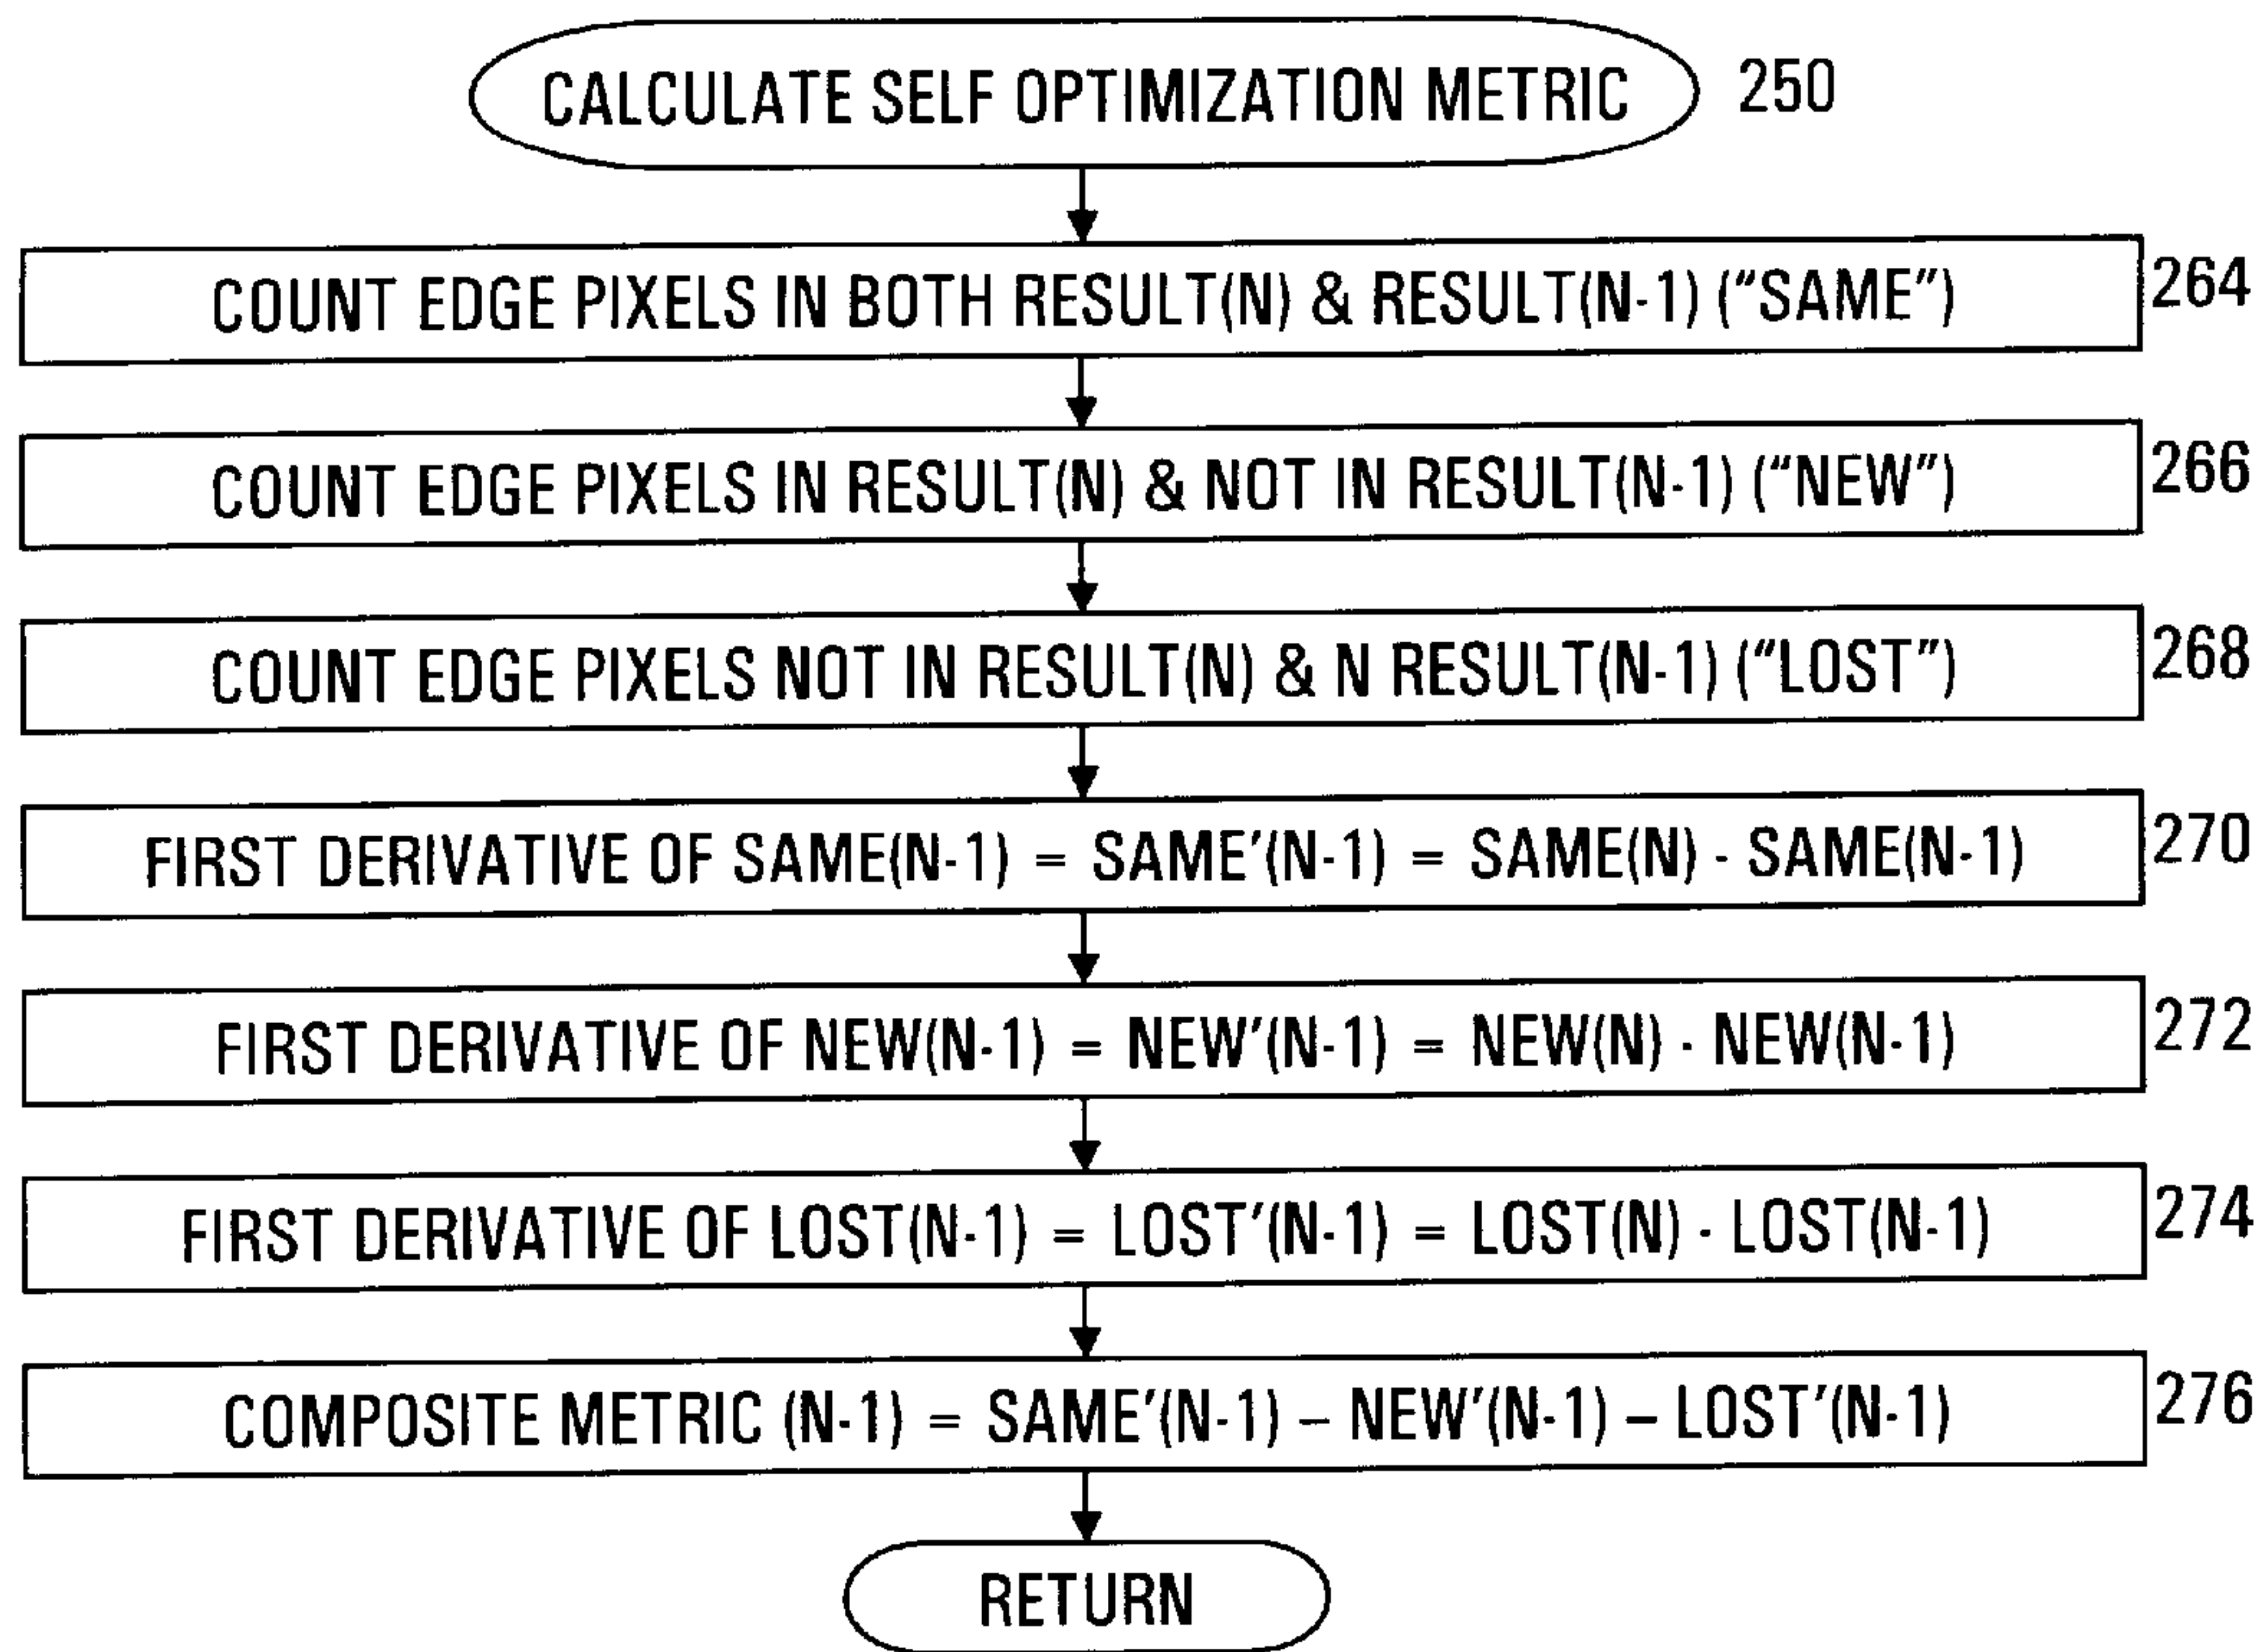 CALCULATE SELF OPTIMIZATION METRIC 250
COUNT EDGE PIXELS IN BOTH RESULT(N) & RESULT(N-1) ("SAME") 264
COUNT EDGE PIXELS IN RESULT(N) & NOT IN RESULT(N-1) ("NEW") 266
COUNT EDGE PIXELS NOT IN RESULT(N) & N RESULT(N-1) ("LOST") 268
FIRST DERIVATIVE OF SAME(N-1) = SAME'(N-1) = SAME(N) - SAME(N-1) 270
FIRST DERIVATIVE OF NEW(N-1) = NEW'(N-1) = NEW(N) - NEW(N-1) 272
FIRST DERIVATIVE OF LOST(N-1) = LOST'(N-1) = LOST(N) - LOST(N-1) 274
COMPOSITE METRIC (N-1) = SAME'(N-1) – NEW'(N-1) – LOST'(N-1) 276
RETURN